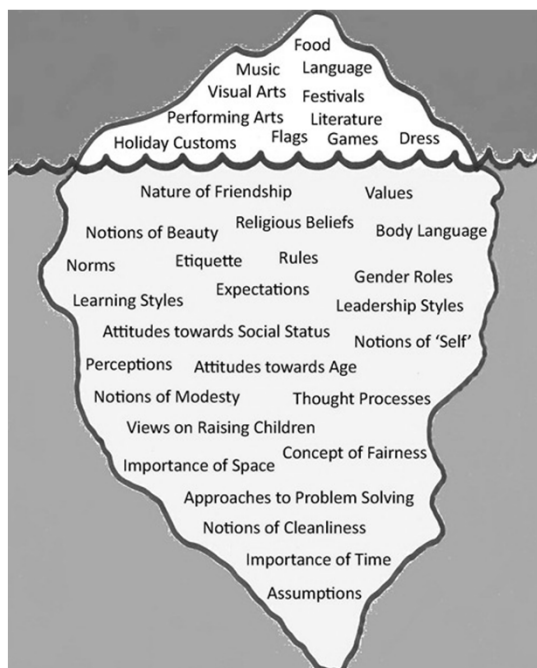 Food
Music Language
Visual Arts Festivals
Performing Arts Literature
Holiday Customs Flags Games Dress
Nature of Friendship Values
Notions of Beauty Religious Beliefs Body Language
Norms Etiquette Rules
Learning Styles Expectations Gender Roles
Leadership Styles
Attitudes towards Social Status Notions of ‘Self’
Perceptions Attitudes towards Age
Notions of Modesty Thought Processes
Views on Raising Children
Importance of Space Concept of Fairness
Approaches to Problem Solving
Notions of Cleanliness
Importance of Time
Assumptions